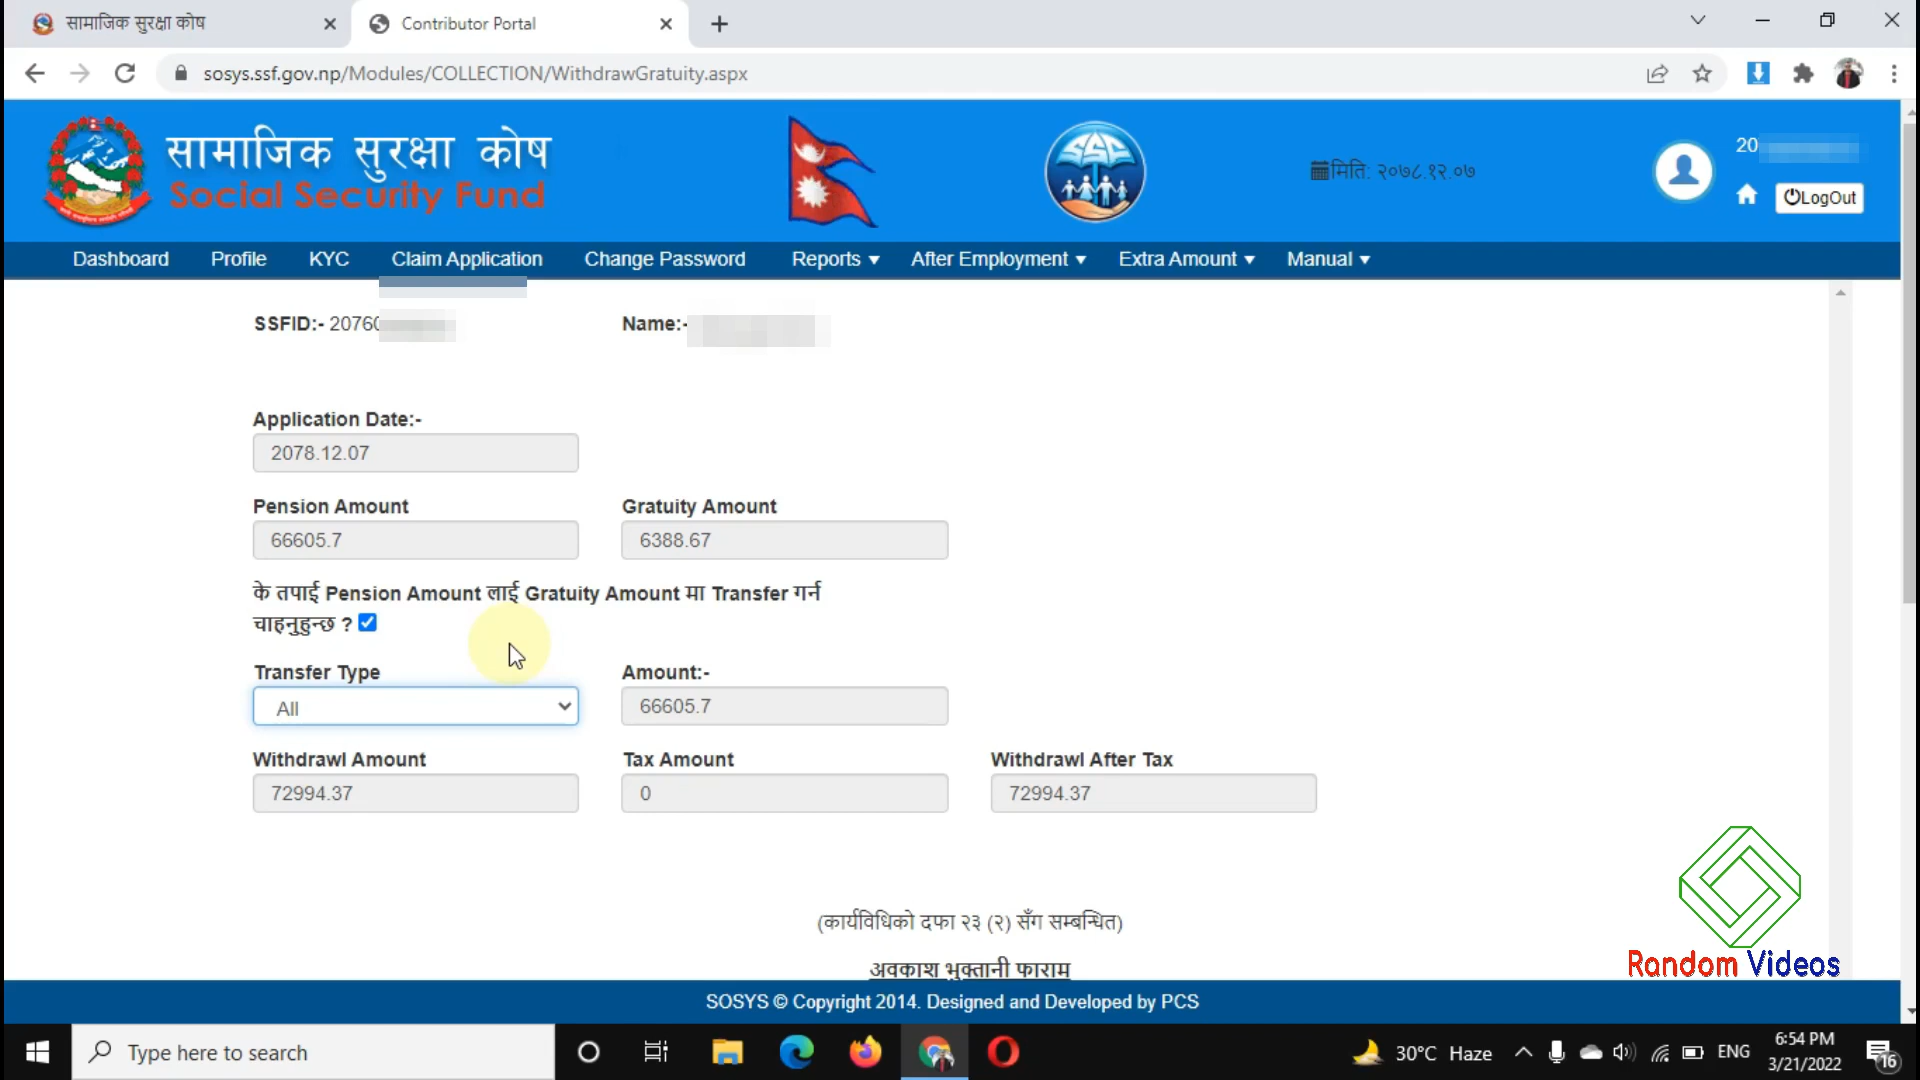 सामाजिक सुरक्षा कोष
Contributor Portal
sosys.ssf.gov.np/Modules/COLLECTION/WithdrawGratuity.aspx
सामाजिक सुरक्षा कोष
Social Security Fund
मिति: २०७८.१२.०७
20
LogOut
Dashboard Profile KYC Claim Application Change Password Reports After Employment Extra Amount Manual
SSFID:- 2076 Name:-
Application Date:-
2078.12.07
Pension Amount Gratuity Amount
66605.7 6388.67
के तपाई Pension Amount लाई Gratuity Amount मा Transfer गर्न
चाहनुहुन्छ ?
Transfer Type Amount:-
All 66605.7
Withdrawl Amount Tax Amount Withdrawl After Tax
72994.37 0 72994.37
(कार्यविधिको दफा २३ (२) सँग सम्बन्धित)
अवकाश भुक्तानी फाराम
Random Videos
SOSYS © Copyright 2014. Designed and Developed by PCS
Type here to search
30°C Haze
ENG
6:54 PM
3/21/2022
16